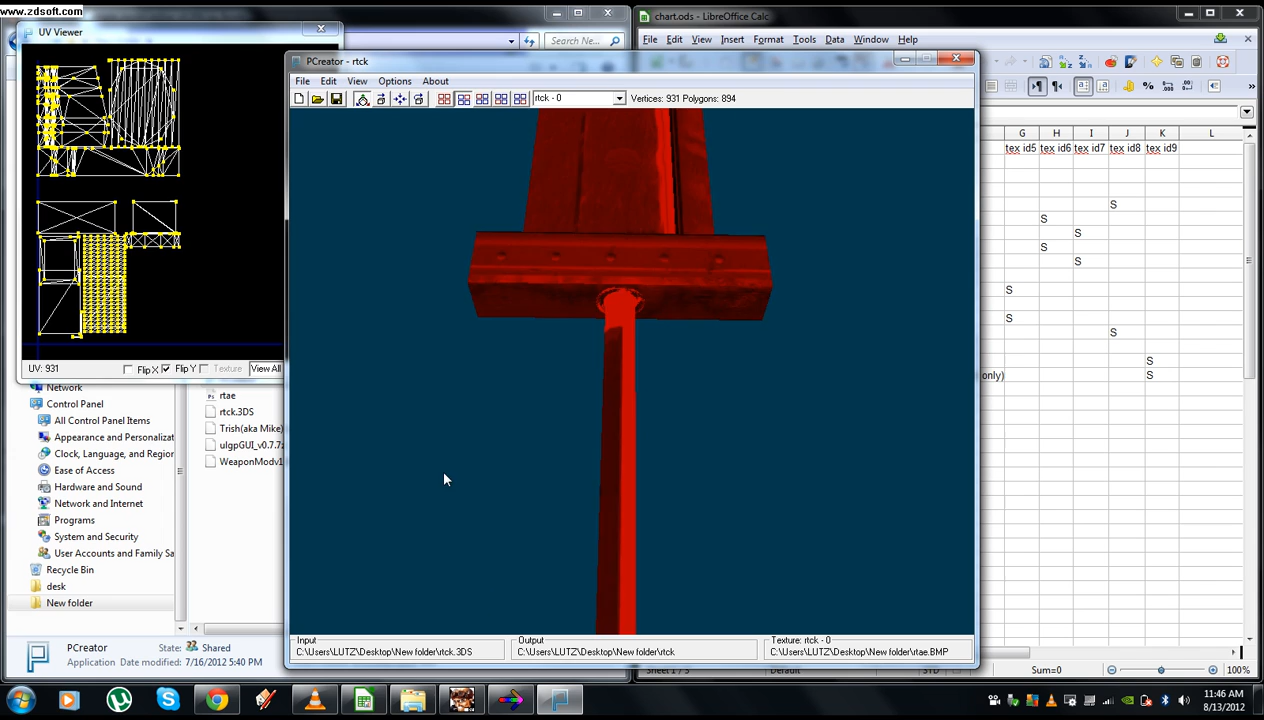 www.zdsoft.com
UV Viewer
UV: 931
Flip X
Flip Y
Texture
View All
Search Ne...
PCreator - rtck
File Edit View Options About
rtck - 0
Vertices: 931 Polygons: 894
Input
C:\Users\LUTZ\Desktop\New folder\rtck.3DS
Output
C:\Users\LUTZ\Desktop\New folder\rtck
Texture: rtck - 0
C:\Users\LUTZ\Desktop\New folder\rtae.BMP
chart.ods - LibreOffice Calc
File Edit View Insert Format Tools Data Window Help
G H I J K L
tex id5 tex id6 tex id7 tex id8 tex id9
S
S
S
S
S
S
S
S
S
only) S
Sheet 1 / 3
STD
Sum=0
100%
Network
Control Panel
All Control Panel Items
Appearance and Personalizat
Clock, Language, and Region
Ease of Access
Hardware and Sound
Network and Internet
Programs
System and Security
User Accounts and Family Sa
Recycle Bin
desk
New folder
rtae
rtck.3DS
Trish(aka Mike)
ulgpGUI_v0.7.7
WeaponModv1
PCreator
State: Shared
Application Date modified: 7/16/2012 5:40 PM
11:46 AM
8/13/2012